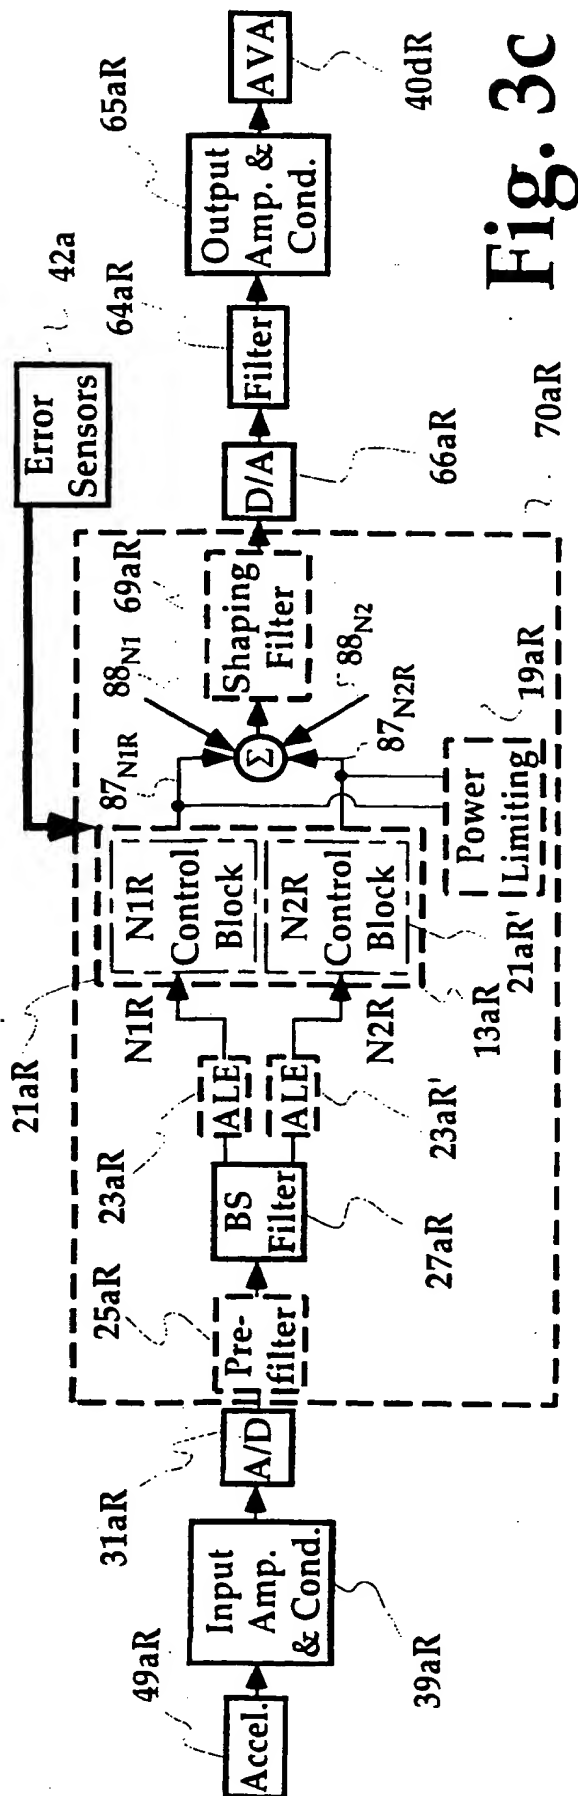 49aR
Accel.
Input
Amp.
& Cond.
39aR
31aR
A/D
25aR
Pre-
filter
BS
Filter
27aR
23aR
ALE
ALE
23aR'
21aR
N1R
N2R
N1R
Control
Block
N2R
Control
Block
13aR
21aR'
Power
Limiting
19aR
87N1R
88N1
Σ
88N2
87N2R
69aR
Shaping
Filter
Error
Sensors
42a
D/A
66aR
70aR
64aR
Filter
65aR
Output
Amp. &
Cond.
AVA
40dR
Fig. 3c